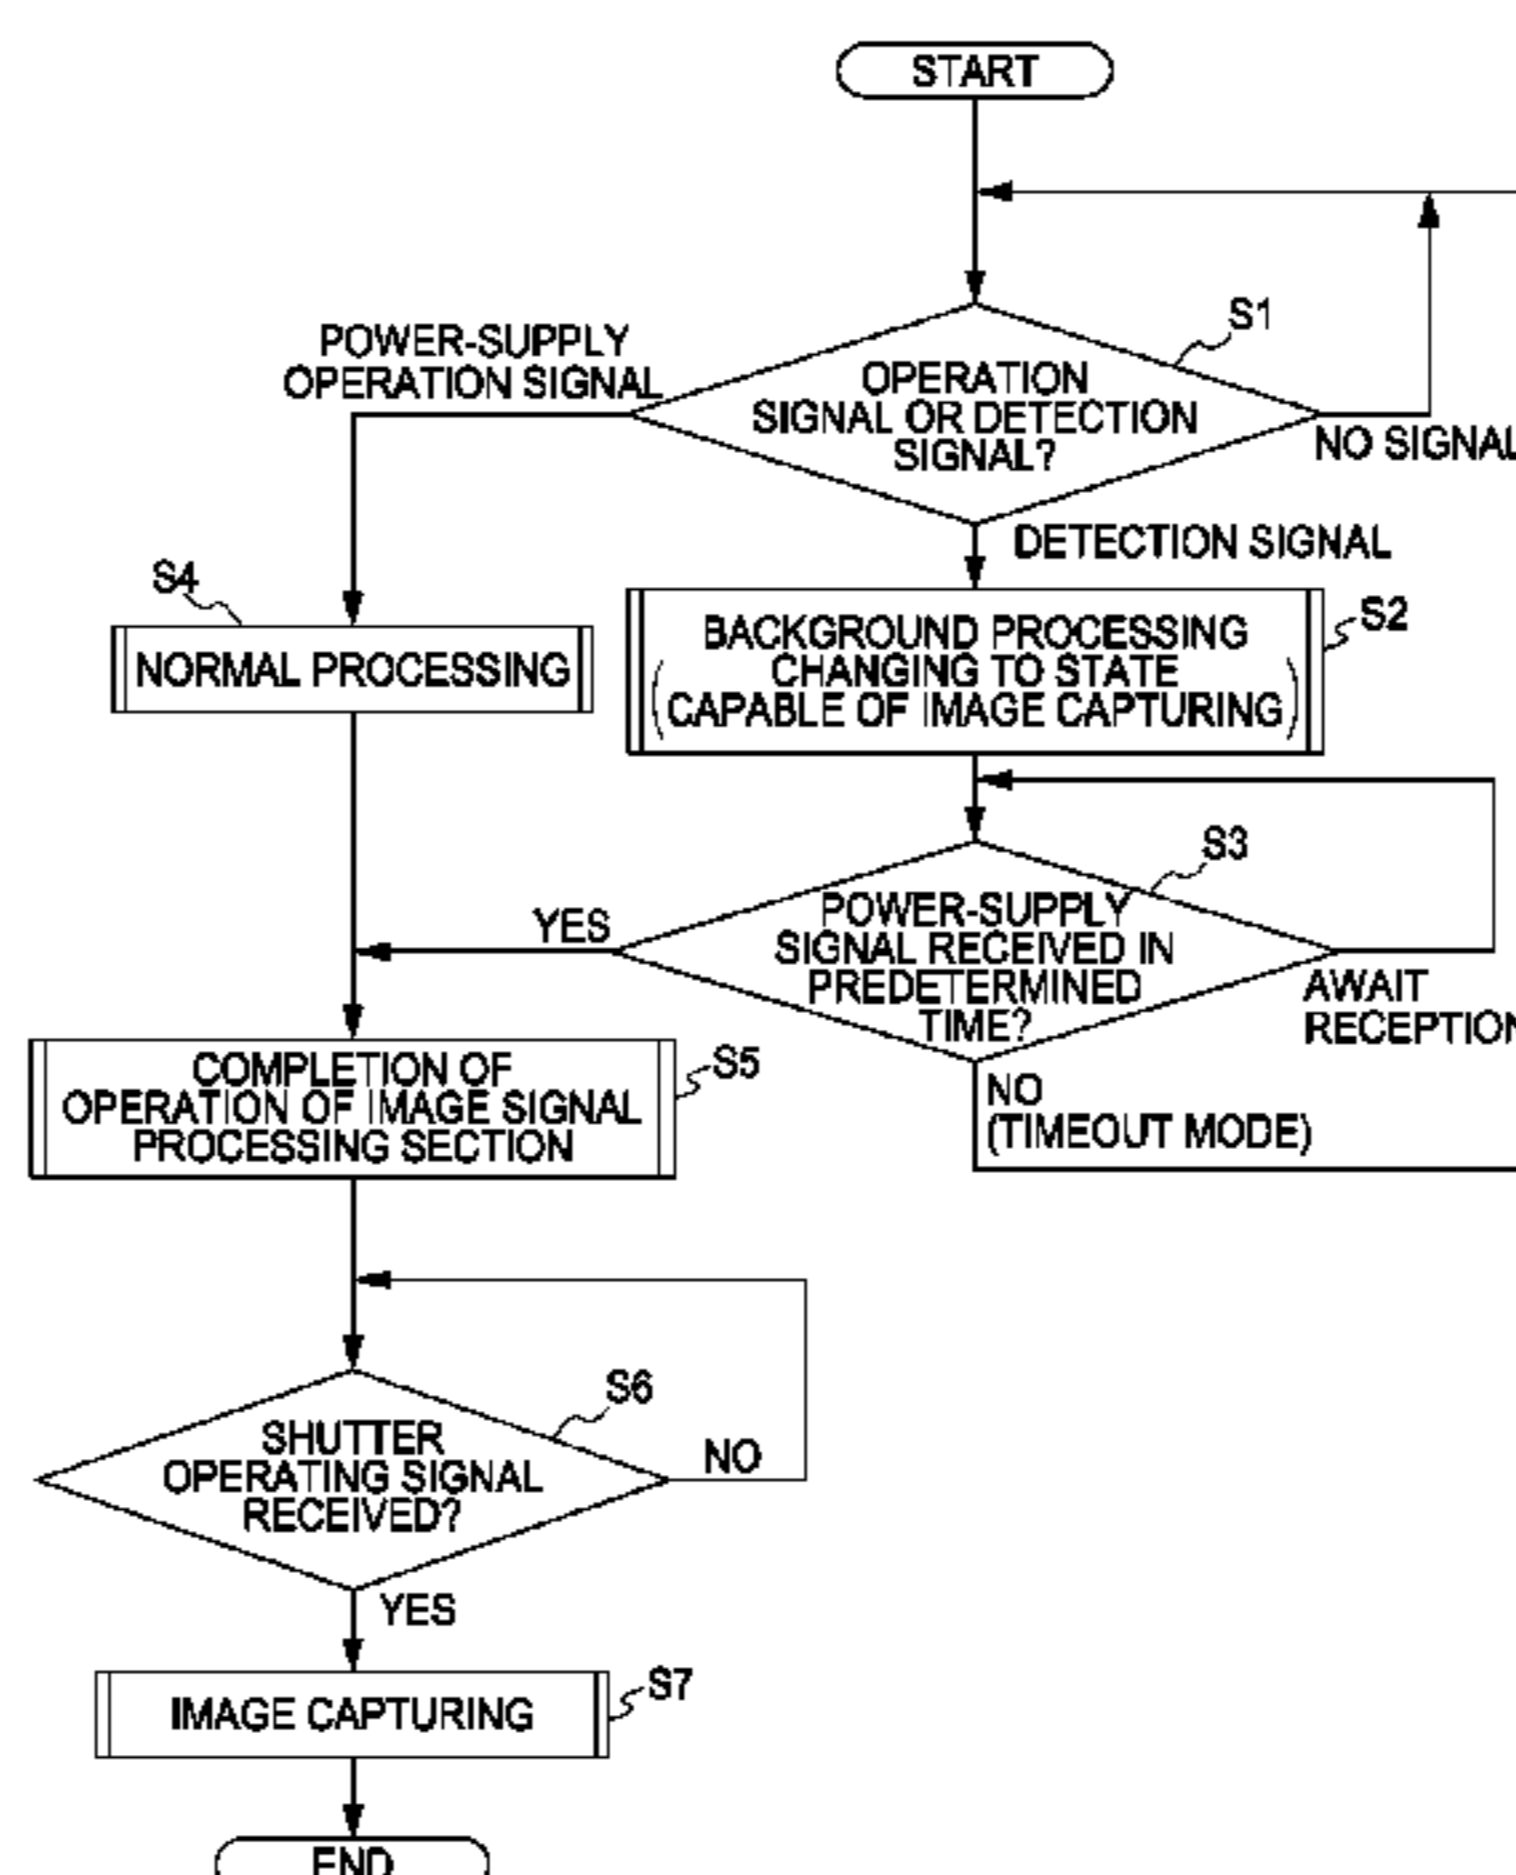 START
S1
POWER-SUPPLY
OPERATION SIGNAL
OPERATION
SIGNAL OR DETECTION
SIGNAL?
NO SIGNAL
DETECTION SIGNAL
S4
NORMAL PROCESSING
S2
BACKGROUND PROCESSING
(CHANGING TO STATE
CAPABLE OF IMAGE CAPTURING)
S3
YES
POWER-SUPPLY
SIGNAL RECEIVED IN
PREDETERMINED
TIME?
AWAIT
RECEPTION
NO
(TIMEOUT MODE)
S5
COMPLETION OF
OPERATION OF IMAGE SIGNAL
PROCESSING SECTION
S6
SHUTTER
OPERATING SIGNAL
RECEIVED?
NO
YES
S7
IMAGE CAPTURING
END